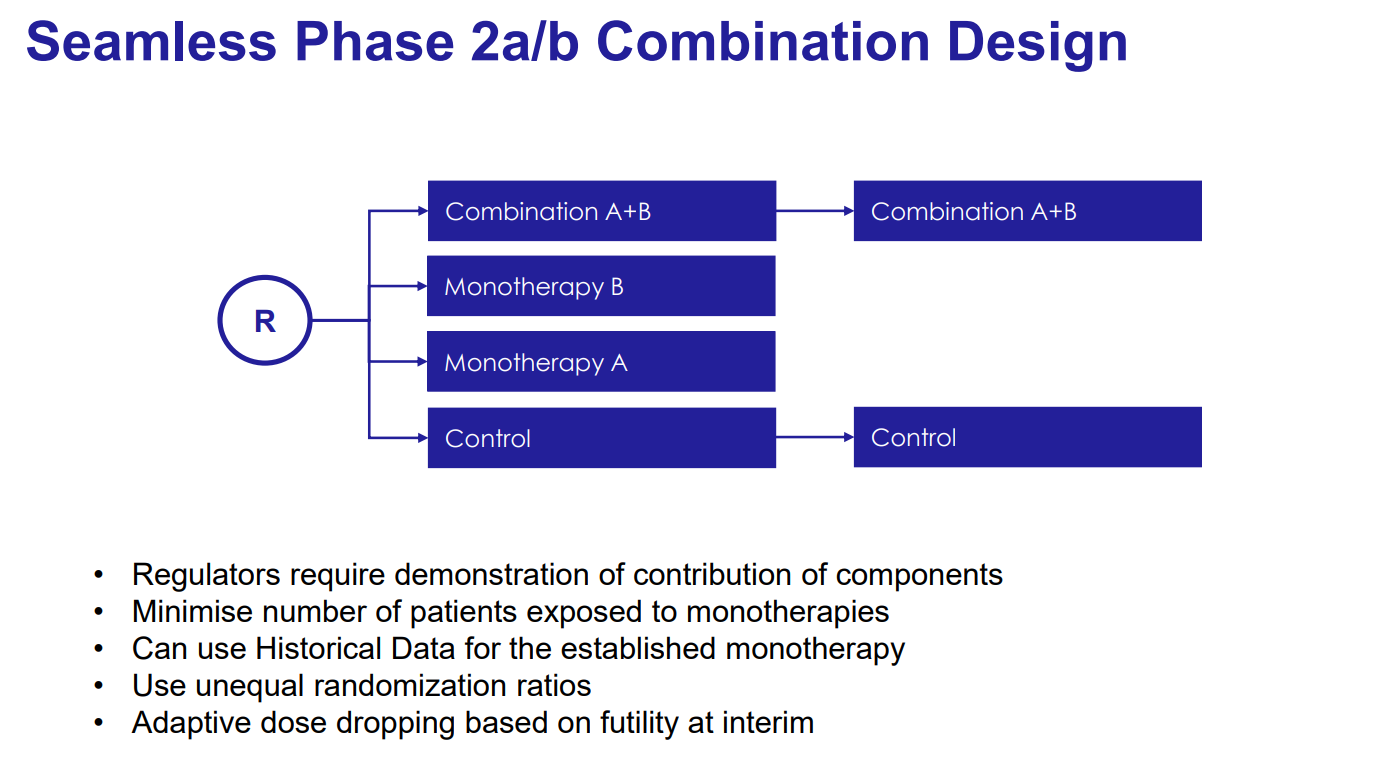 Seamless Phase 2a/b Combination Design
Combination A+B
Combination A+B
Monotherapy B
R
Monotherapy A
Control
Control
• Regulators require demonstration of contribution of components
• Minimise number of patients exposed to monotherapies
• Can use Historical Data for the established monotherapy
• Use unequal randomization ratios
• Adaptive dose dropping based on futility at interim